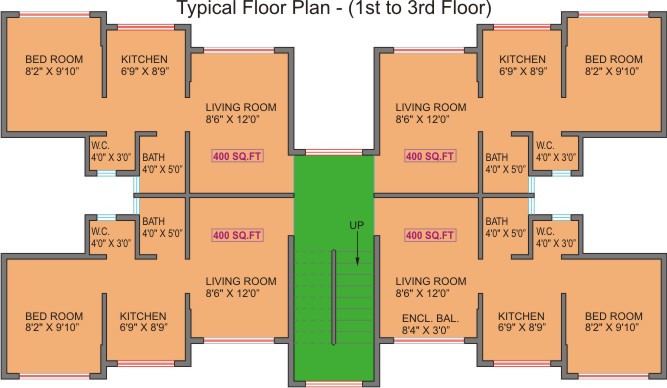 Typical Floor Plan - (1st to 3rd Floor)
BED ROOM
8'2" X 9'10"
KITCHEN
6'9" X 8'9"
LIVING ROOM
8'6" X 12'0"
400 SQ.FT
W.C.
4'0" X 3'0"
BATH
4'0" X 5'0"
LIVING ROOM
8'6" X 12'0"
400 SQ.FT
KITCHEN
6'9" X 8'9"
BED ROOM
8'2" X 9'10"
BATH
4'0" X 5'0"
W.C.
4'0" X 3'0"
W.C.
4'0" X 3'0"
BATH
4'0" X 5'0"
400 SQ.FT
LIVING ROOM
8'6" X 12'0"
BED ROOM
8'2" X 9'10"
KITCHEN
6'9" X 8'9"
UP
400 SQ.FT
LIVING ROOM
8'6" X 12'0"
ENCL. BAL.
8'4" X 3'0"
BATH
4'0" X 5'0"
W.C.
4'0" X 3'0"
KITCHEN
6'9" X 8'9"
BED ROOM
8'2" X 9'10"